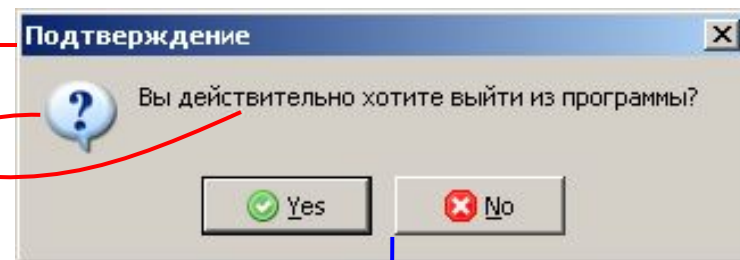 Подтверждение
Вы действительно хотите выйти из программы?
Yes
No